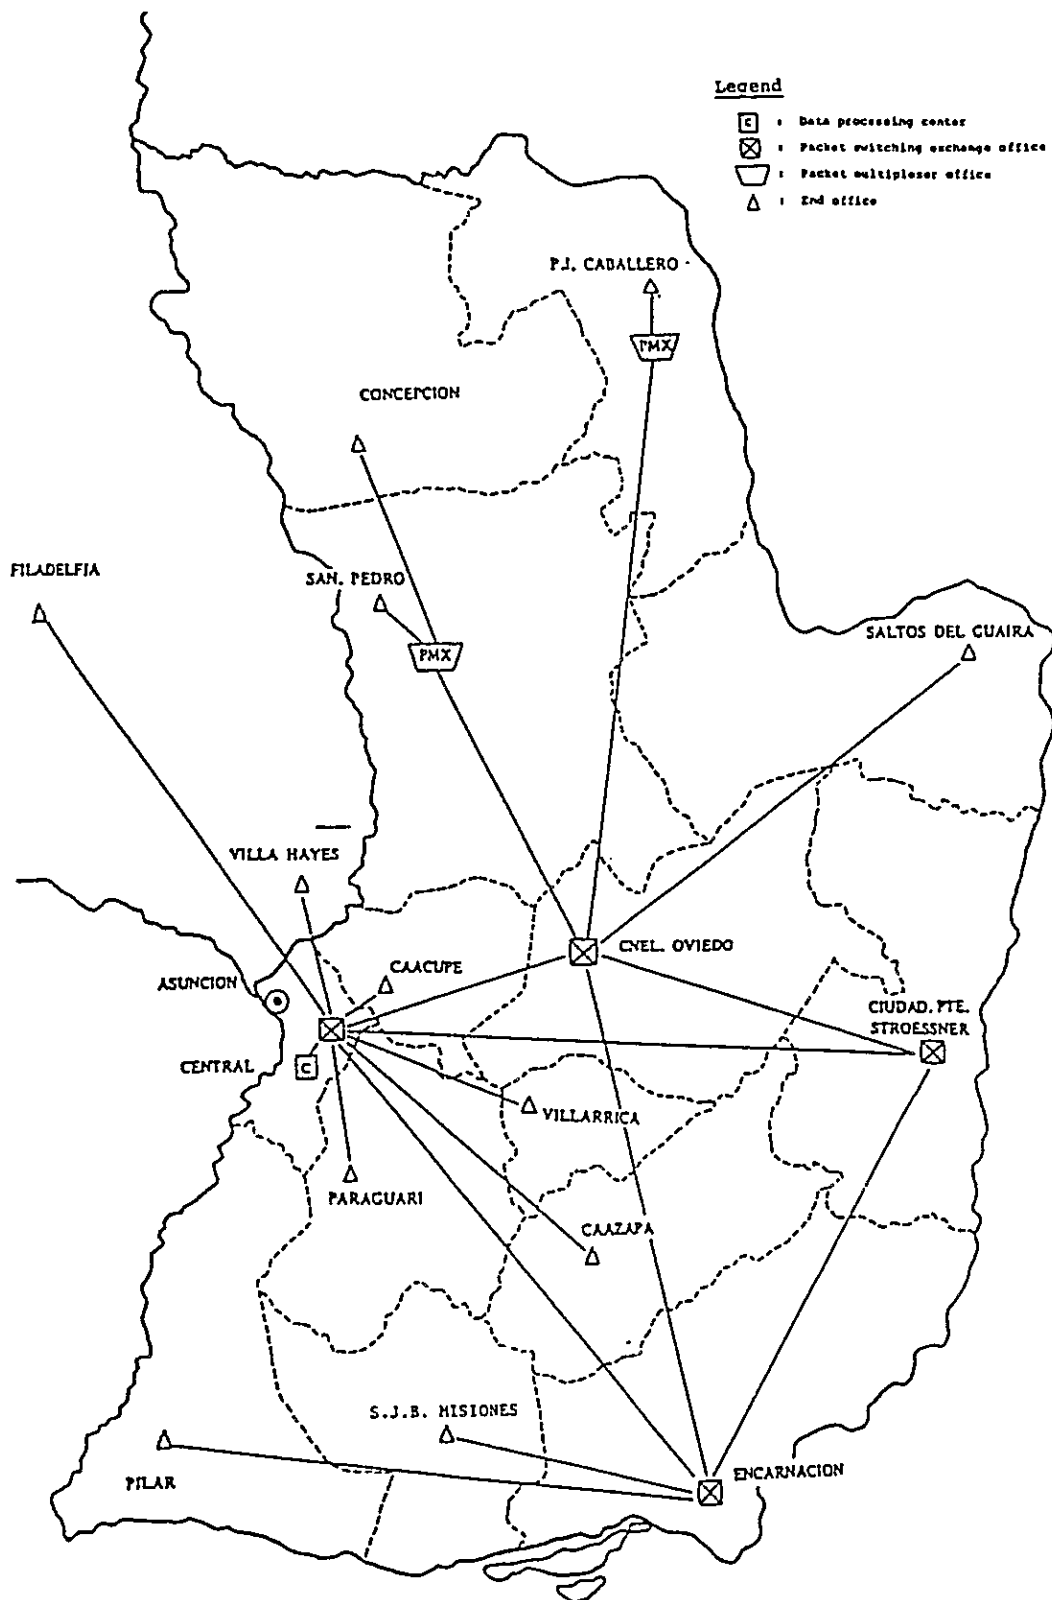 Legend
C : Data processing center
: Packet switching exchange office
: Packet multiplexer office
: End office
P.J. CABALLERO
PMX
CONCEPCION
FILADELFIA
SAN. PEDRO
PMX
SALTOS DEL GUAIRA
VILLA HAYES
CNEL. OVIEDO
CAACUPE
ASUNCION
CIUDAD. PTE.
STROESSNER
CENTRAL
C
VILLARRICA
PARAGUARI
CAAZAPA
S.J.B. MISIONES
ENCARNACION
PILAR